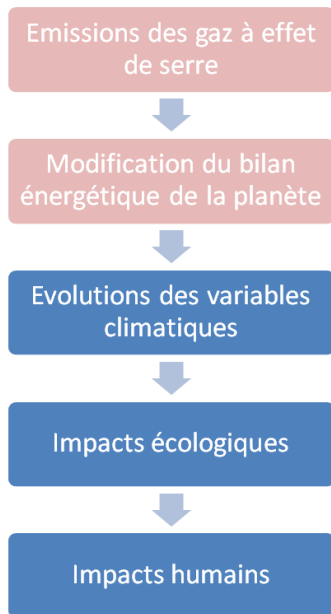 Emissions des gaz à effet
de serre
Modification du bilan
énergétique de la planète
Evolutions des variables
climatiques
Impacts écologiques
Impacts humains